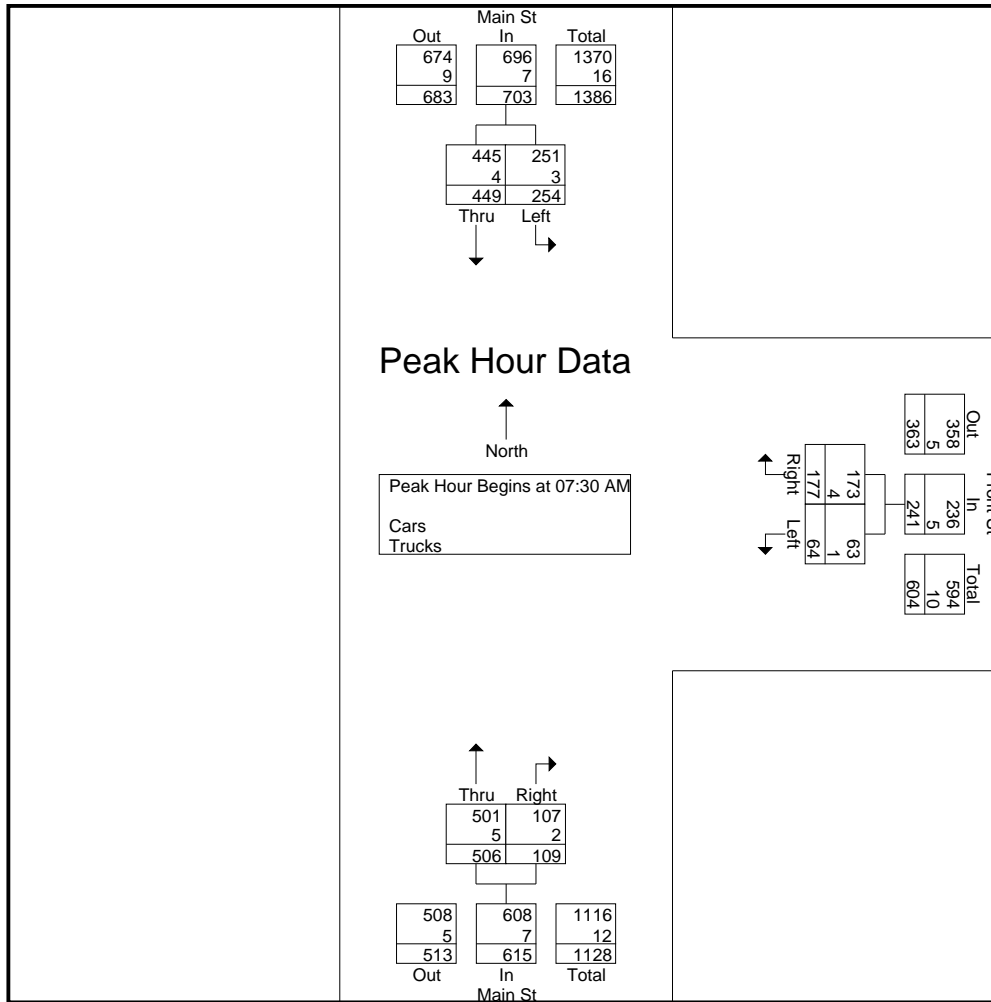 Main St
Out In Total
674 696 1370
9 7 16
683 703 1386
445 251
4 3
449 254
Thru Left
Peak Hour Data
North
Peak Hour Begins at 07:30 AM
Cars
Trucks
Out In Total
358 236 594
5 5 10
363 241 604
173 63
4 1
177 64
Right Left
Thru Right
501 107
5 2
506 109
508 608 1116
5 7 12
513 615 1128
Out In Total
Main St